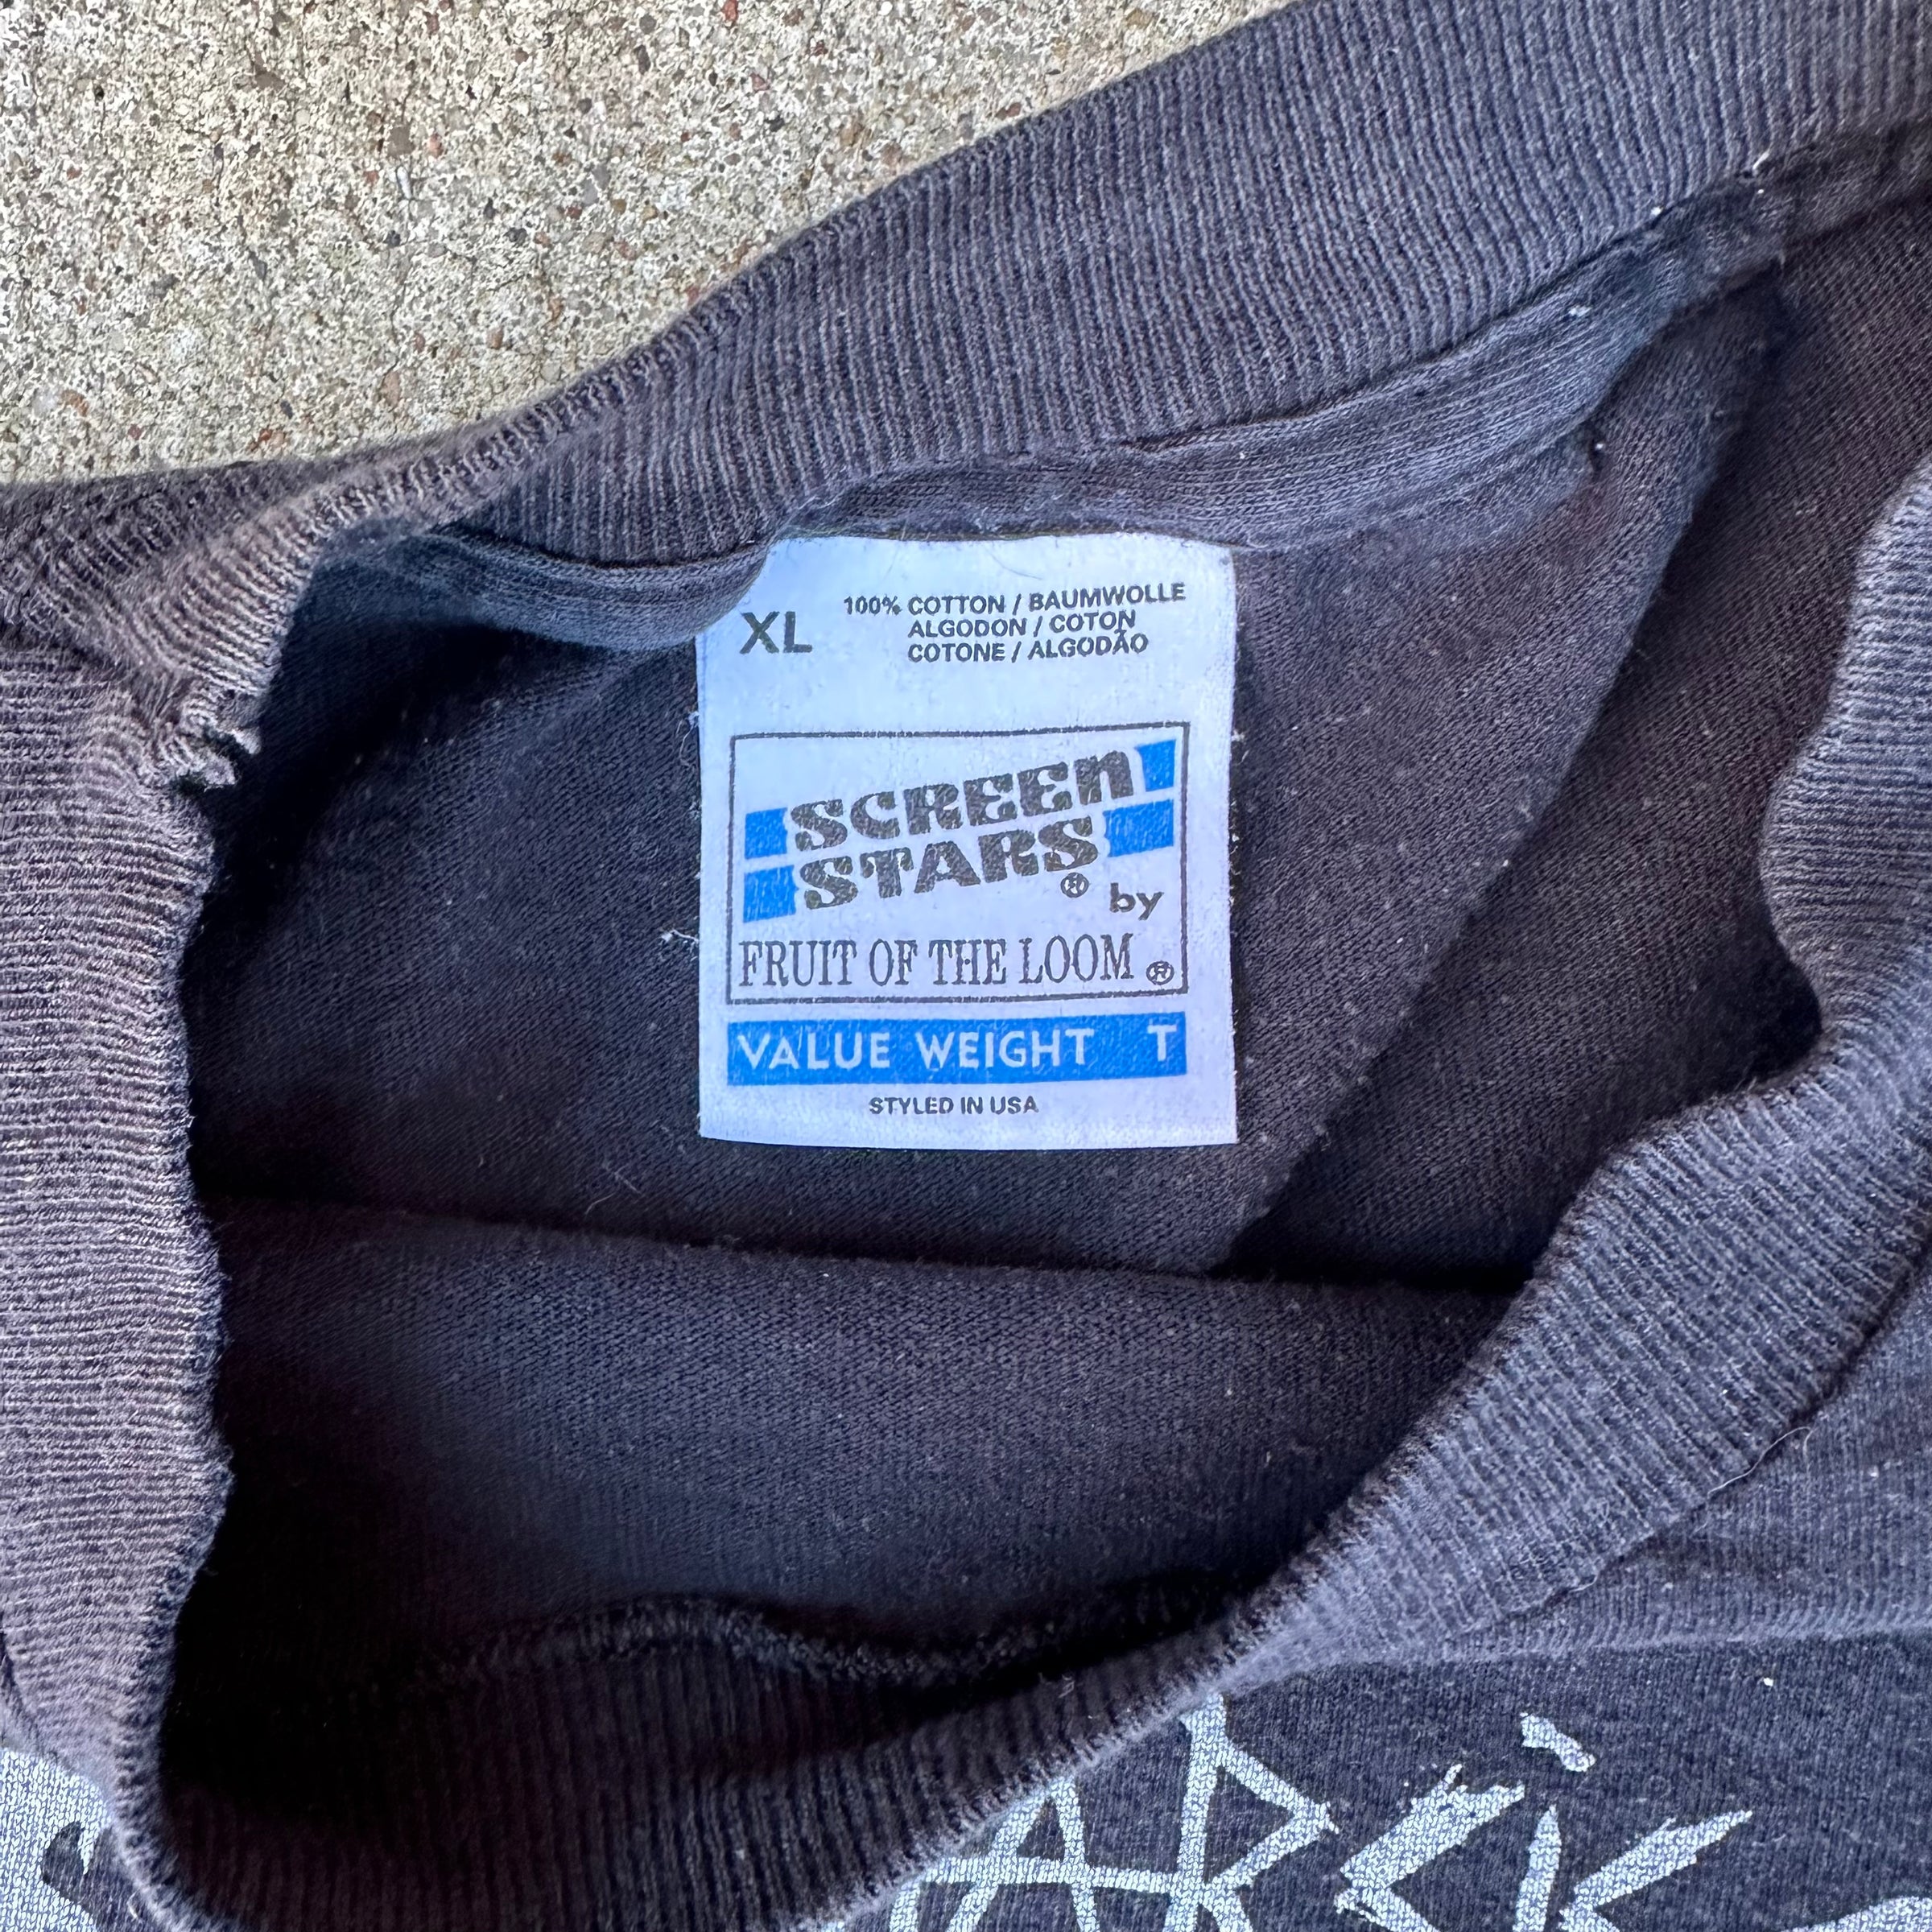 XL
100% COTTON / BAUMWOLLE
ALGODON / COTON
COTONE / ALGODÃO
SCREEN
STARS® by
FRUIT OF THE LOOM ®
VALUE WEIGHT T
STYLED IN USA